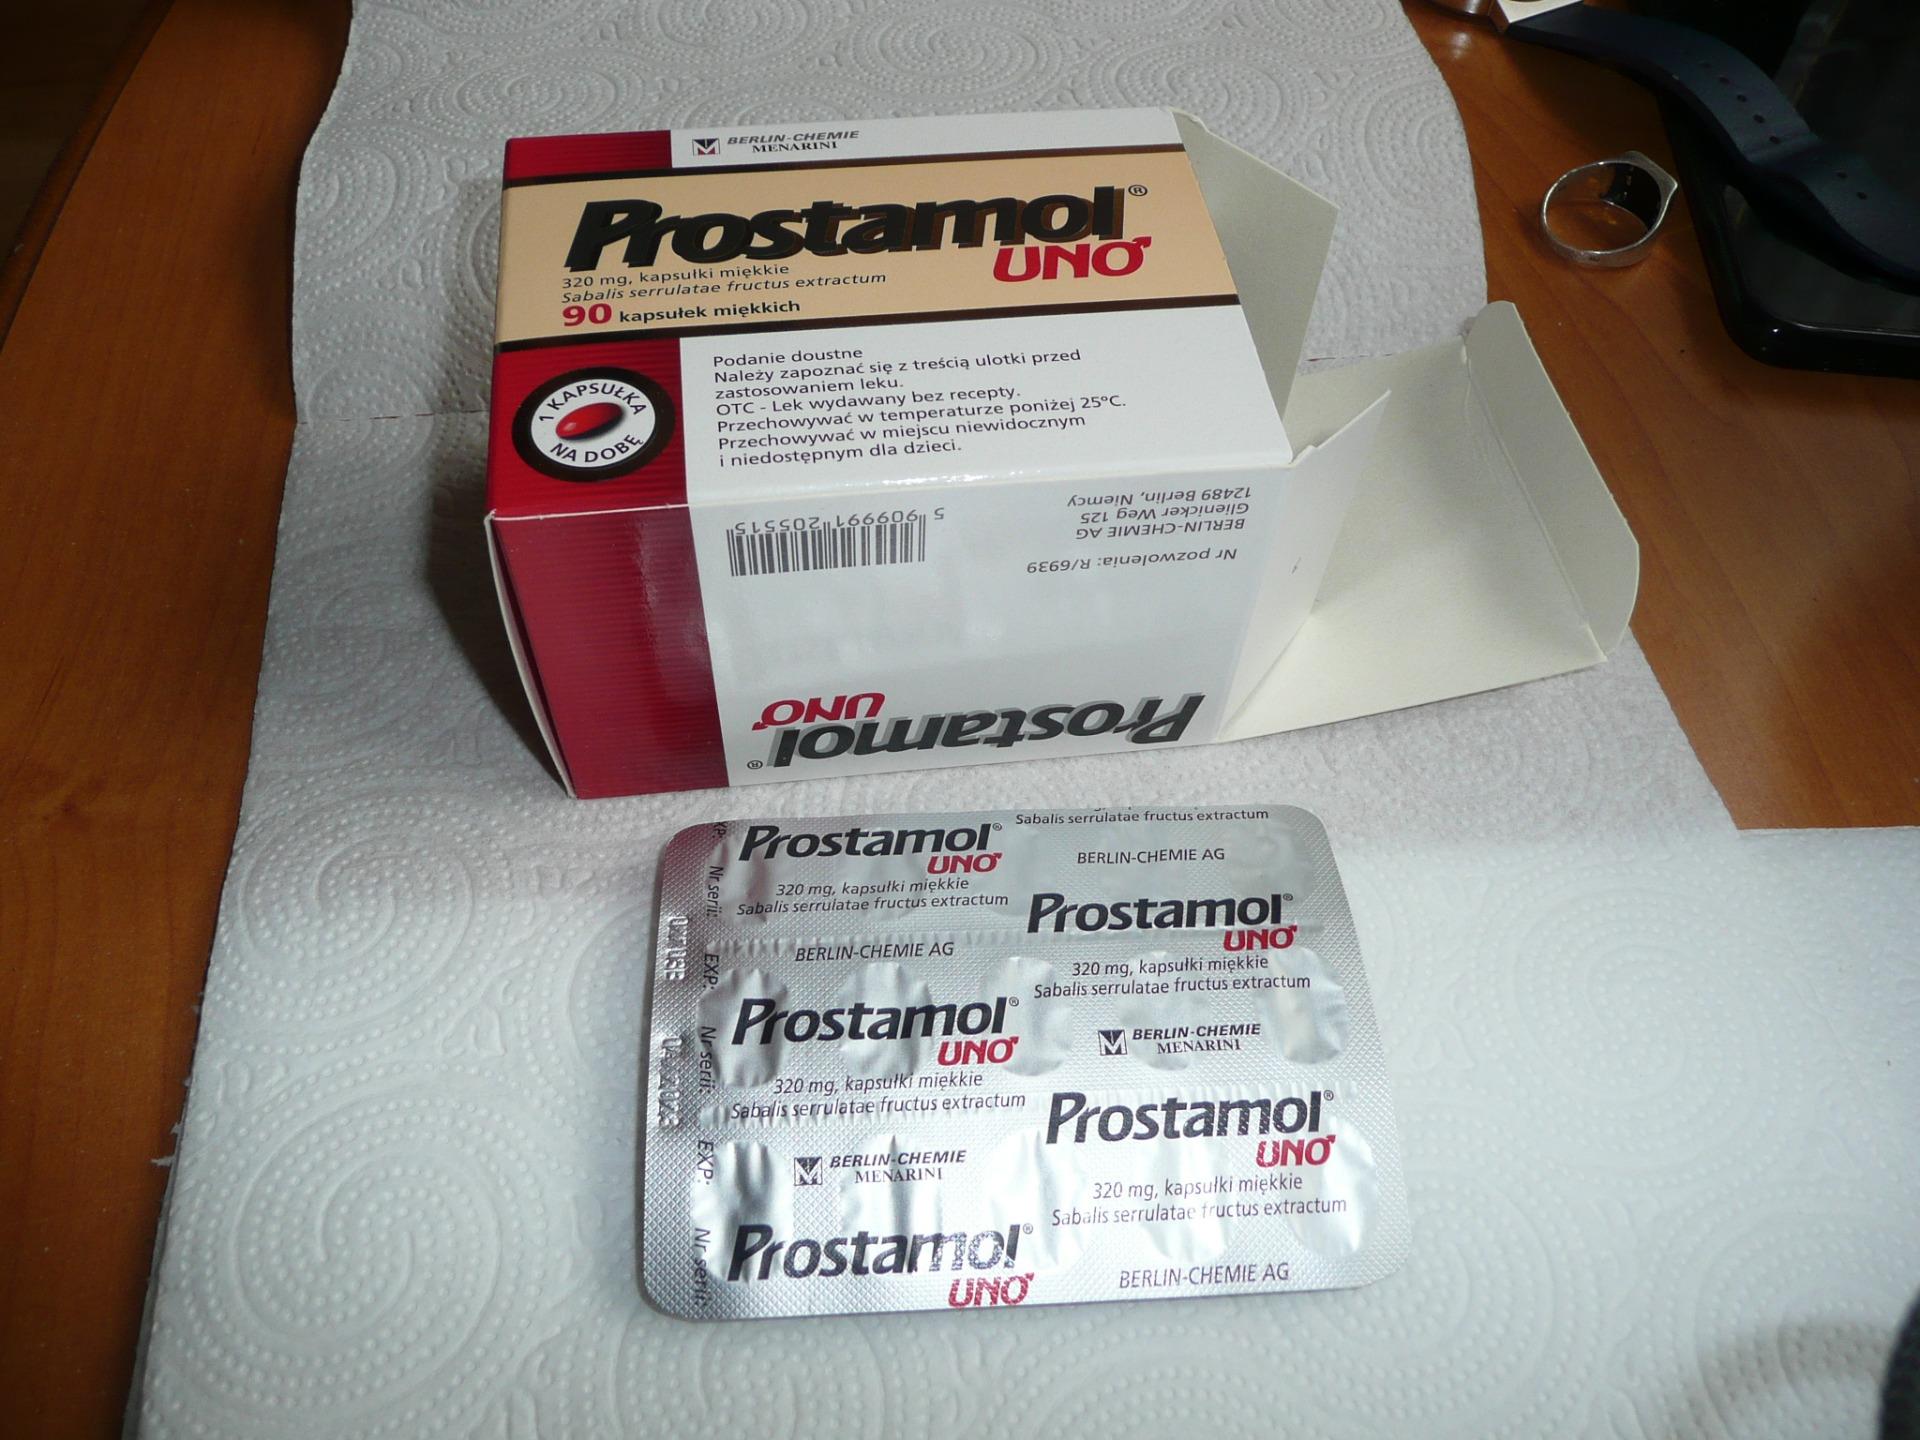 BERLIN-CHEMIE
MENARINI
Prostamol®
UNO
320 mg, kapsułki miękkie
Sabalis serrulatae fructus extractum
90 kapsułek miękkich
1 KAPSUŁKA
NA DOBĘ
Podanie doustne
Należy zapoznać się z treścią ulotki przed
zastosowaniem leku.
OTC - Lek wydawany bez recepty.
Przechowywać w temperaturze poniżej 25°C.
Przechowywać w miejscu niewidocznym
i niedostępnym dla dzieci.
Prostamol®
UNO
Nr pozwolenia: R/6939
BERLIN-CHEMIE AG
Glienicker Weg 125
12489 Berlin, Niemcy
5 909991 205515
Prostamol®
UNO
320 mg, kapsułki miękkie
Sabalis serrulatae fructus extractum
BERLIN-CHEMIE AG
Prostamol®
UNO
320 mg, kapsułki miękkie
Sabalis serrulatae fructus extractum
BERLIN-CHEMIE
MENARINI
Prostamol®
UNO
Sabalis serrulatae fructus extractum
BERLIN-CHEMIE AG
Prostamol®
UNO
320 mg, kapsułki miękkie
Sabalis serrulatae fructus extractum
BERLIN-CHEMIE
MENARINI
Prostamol®
UNO
320 mg, kapsułki miękkie
Sabalis serrulatae fructus extractum
BERLIN-CHEMIE AG
Nr serii:
EXP:
Nr serii:
EXP:
Nr serii: